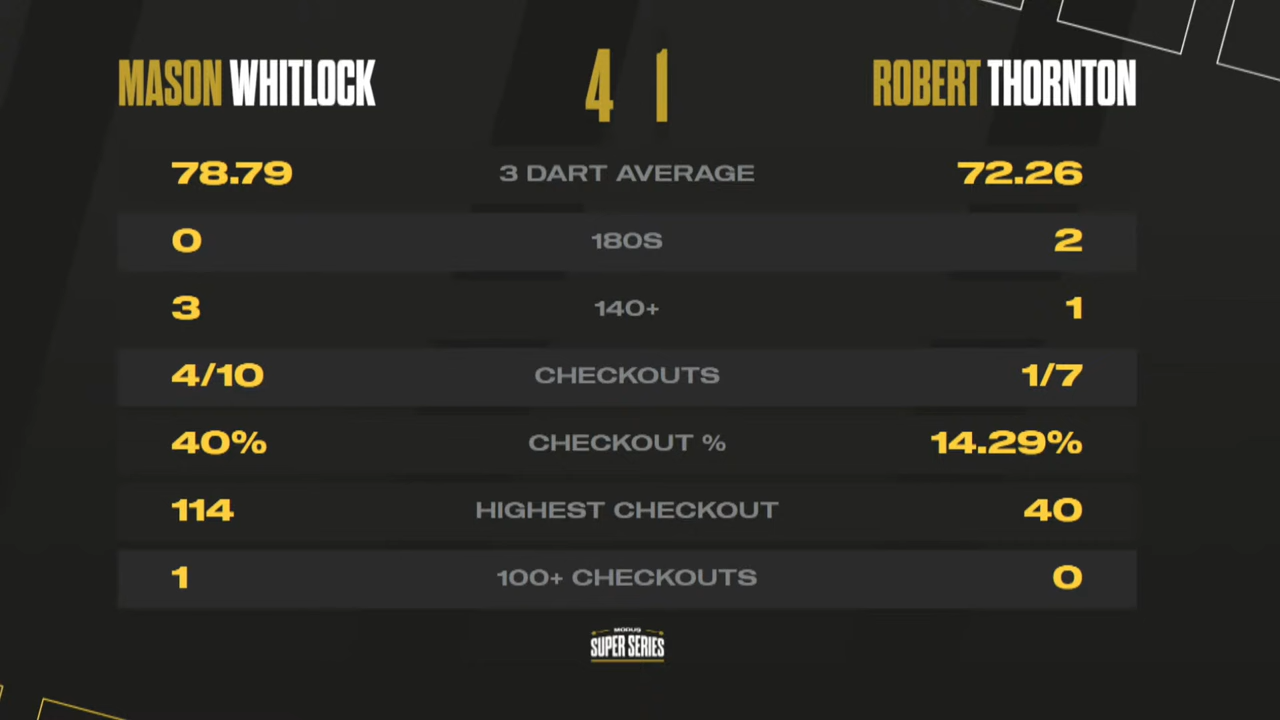 MASON WHITLOCK 4 1 ROBERT THORNTON
78.79 3 DART AVERAGE 72.26
0 180S 2
3 140+ 1
4/10 CHECKOUTS 1/7
40% CHECKOUT % 14.29%
114 HIGHEST CHECKOUT 40
1 100+ CHECKOUTS 0
MODUS
SUPER SERIES